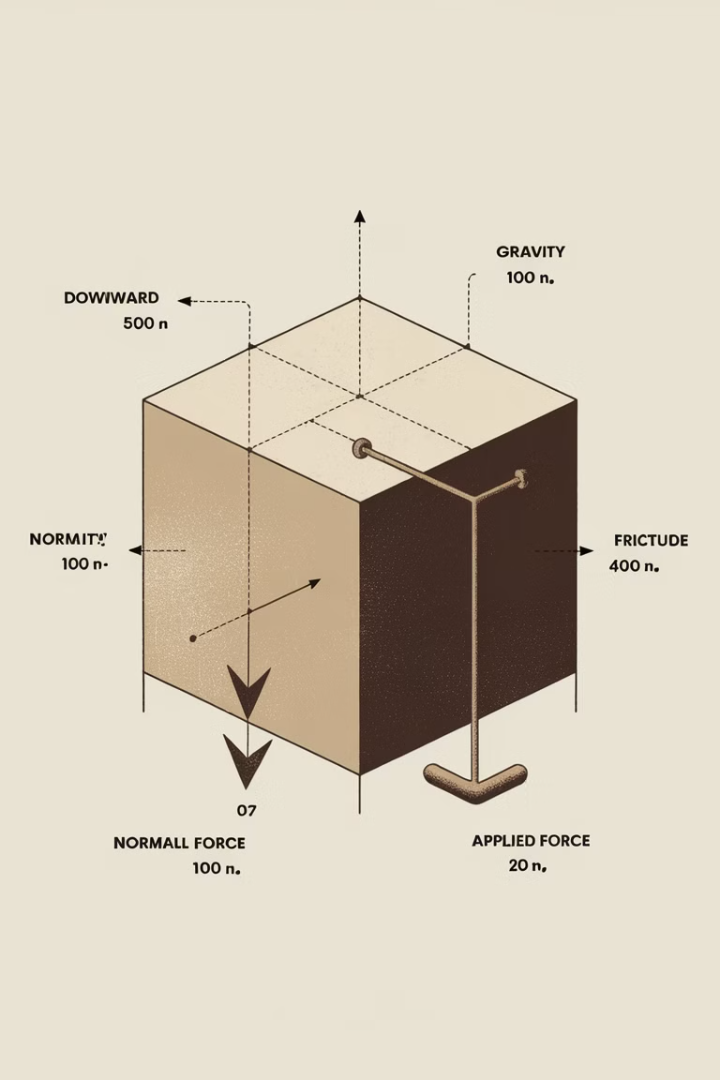 GRAVITY
100 n.
DOWIWARD
500 n
NORMITY
100 n·
FRICTUDE
400 n.
07
NORMALL FORCE
100 n.
APPLIED FORCE
20 n,